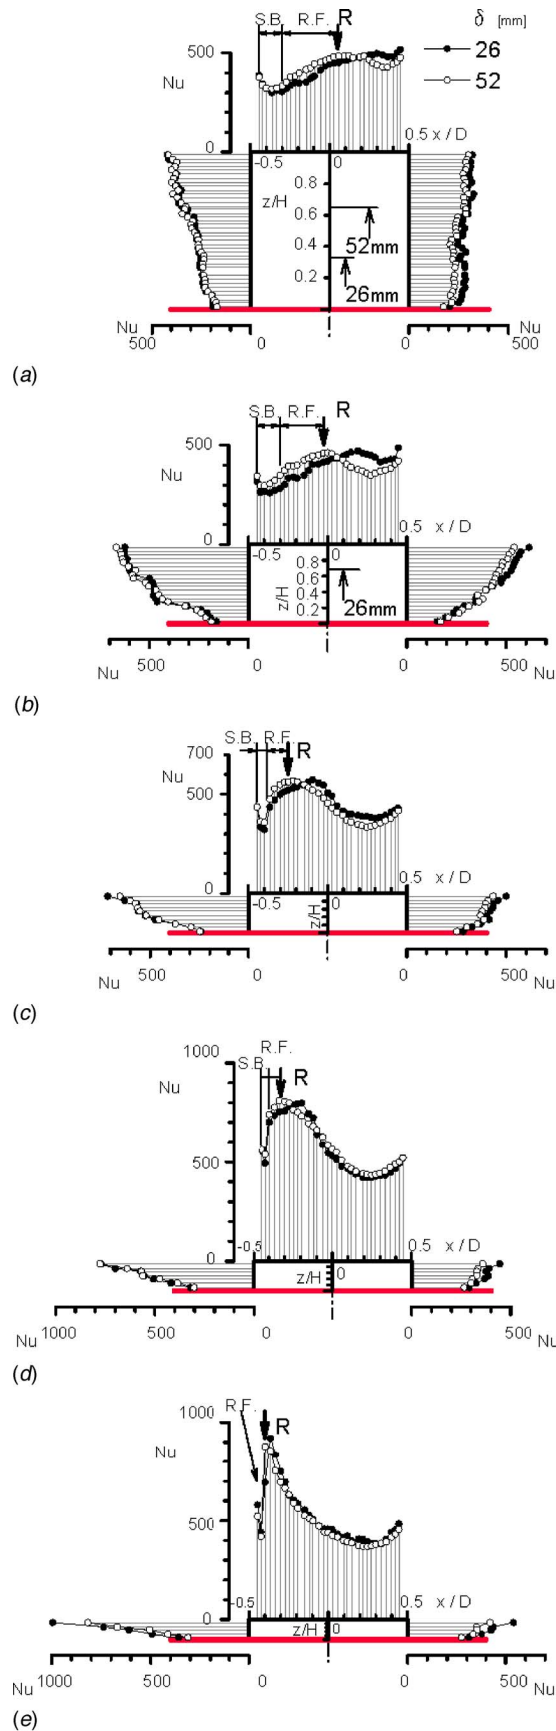 S.B. R.F. R
δ [mm]
26
52
500
Nu
0
0.5 x / D
-0.5 0
0.8
z/H
0.6
0.4
52mm
0.2
26mm
Nu Nu
500 0 0 500
(a)
S.B. R.F. R
500
Nu
0
0.5 x / D
-0.5 0
0.8
0.6
0.4
0.2
z/H
26mm
Nu 500 0 0 500 Nu
(b)
S.B. R.F. R
700
Nu
500
0
0.5 x / D
-0.5 0
z/H
Nu 500 0 0 500 Nu
(c)
1000
R.F.
S.B. R
Nu
500
0
-0.5 0.5 x / D
z/H 0
1000 500 0 0 500
Nu Nu
(d)
R.F.
1000
R
Nu
500
0
-0.5 0.5 x / D
z/H 0
1000 500 0 0 500
Nu Nu
(e)